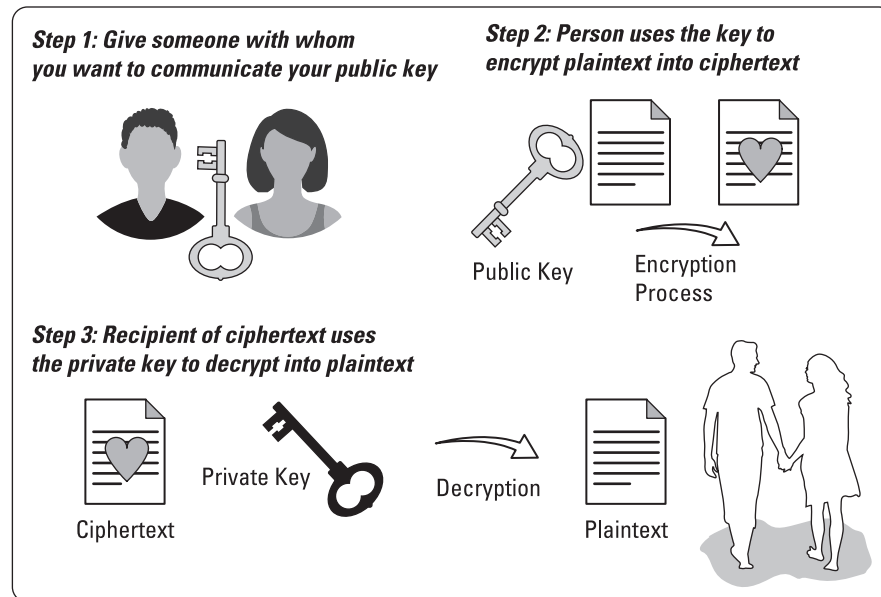 Step 1: Give someone with whom
you want to communicate your public key
Step 2: Person uses the key to
encrypt plaintext into ciphertext
Public Key
Encryption
Process
Step 3: Recipient of ciphertext uses
the private key to decrypt into plaintext
Ciphertext
Private Key
Decryption
Plaintext